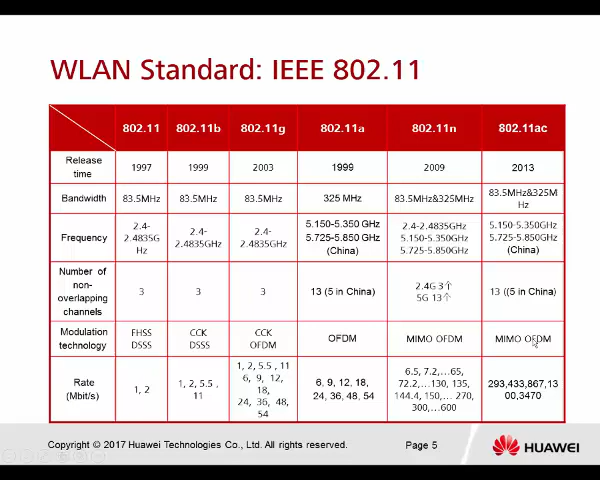 WLAN Standard: IEEE 802.11
802.11 802.11b 802.11g 802.11a 802.11n 802.11ac
Release
time
1997 1999 2003 1999 2009 2013
Bandwidth 83.5MHz 83.5MHz 83.5MHz 325 MHz 83.5MHz&325MHz 83.5MHz&325M
Hz
Frequency
2.4-
2.4835G
Hz
2.4-
2.4835GHz
2.4-
2.4835GHz
5.150-5.350 GHz
5.725-5.850 GHz
(China)
2.4-2.4835GHz
5.150-5.350GHz
5.725-5.850GHz
5.150-5.350GHz
5.725-5.850GHz
(China)
Number of
non-
overlapping
channels
3 3 3 13 (5 in China)
2.4G 3个
5G 13个
13 ((5 in China)
Modulation
technology
FHSS
DSSS
CCK
DSSS
CCK
OFDM
OFDM MIMO OFDM MIMO OFDM
Rate
(Mbit/s)
1, 2
1, 2, 5.5 ,
11
1, 2, 5.5 , 11
6, 9, 12,
18,
24, 36, 48,
54
6, 9, 12, 18,
24, 36, 48, 54
6.5, 7.2,...65,
72.2,...130, 135,
144.4, 150,... 270,
300,...600
293,433,867,13
00,3470
Copyright © 2017 Huawei Technologies Co., Ltd. All rights reserved. Page 5 HUAWEI